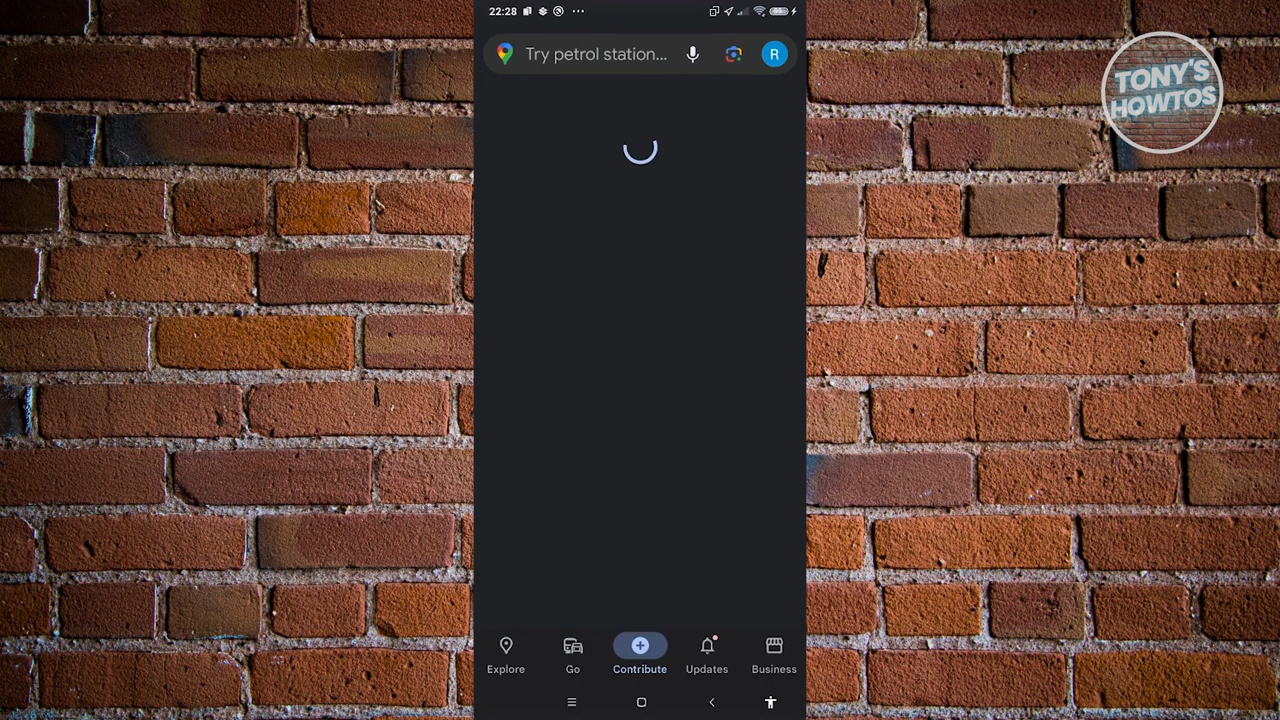 22:28
Try petrol station...
R
TONY'S
HOWTOS
Explore
Go
Contribute
Updates
Business